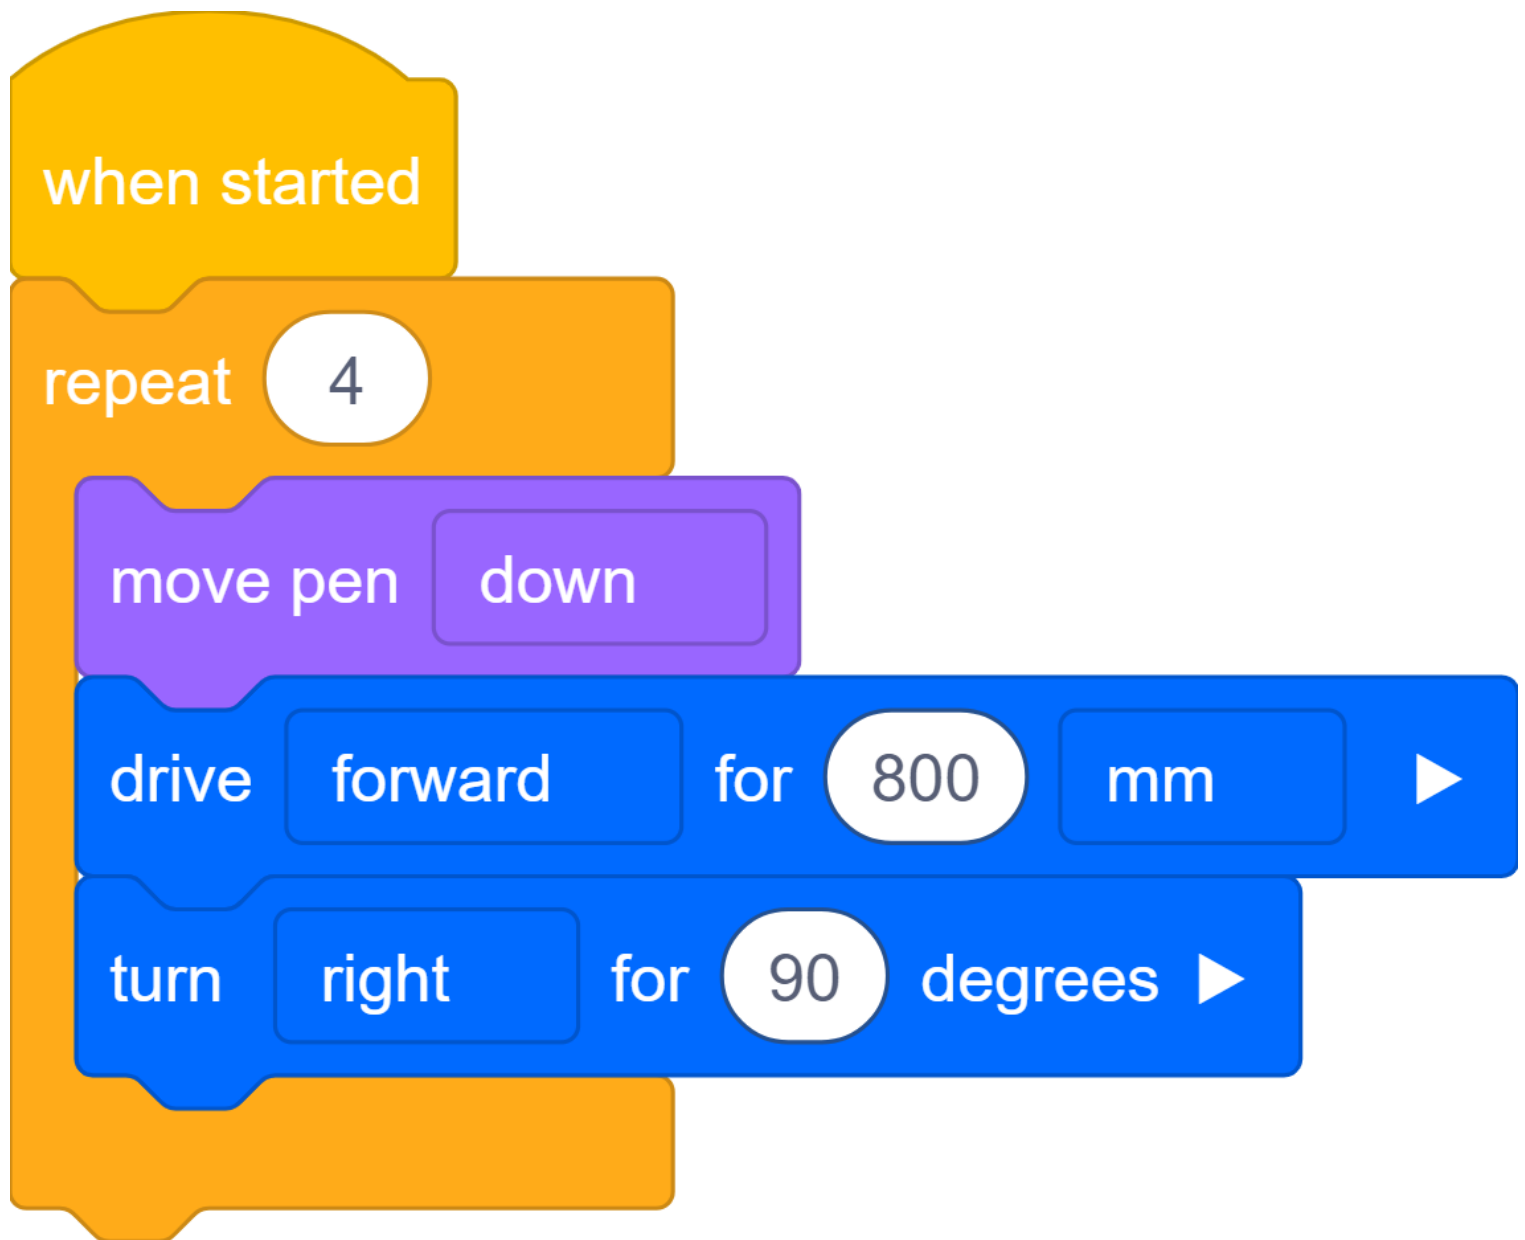 when started
repeat 4
move pen down
drive forward for 800 mm
turn right for 90 degrees